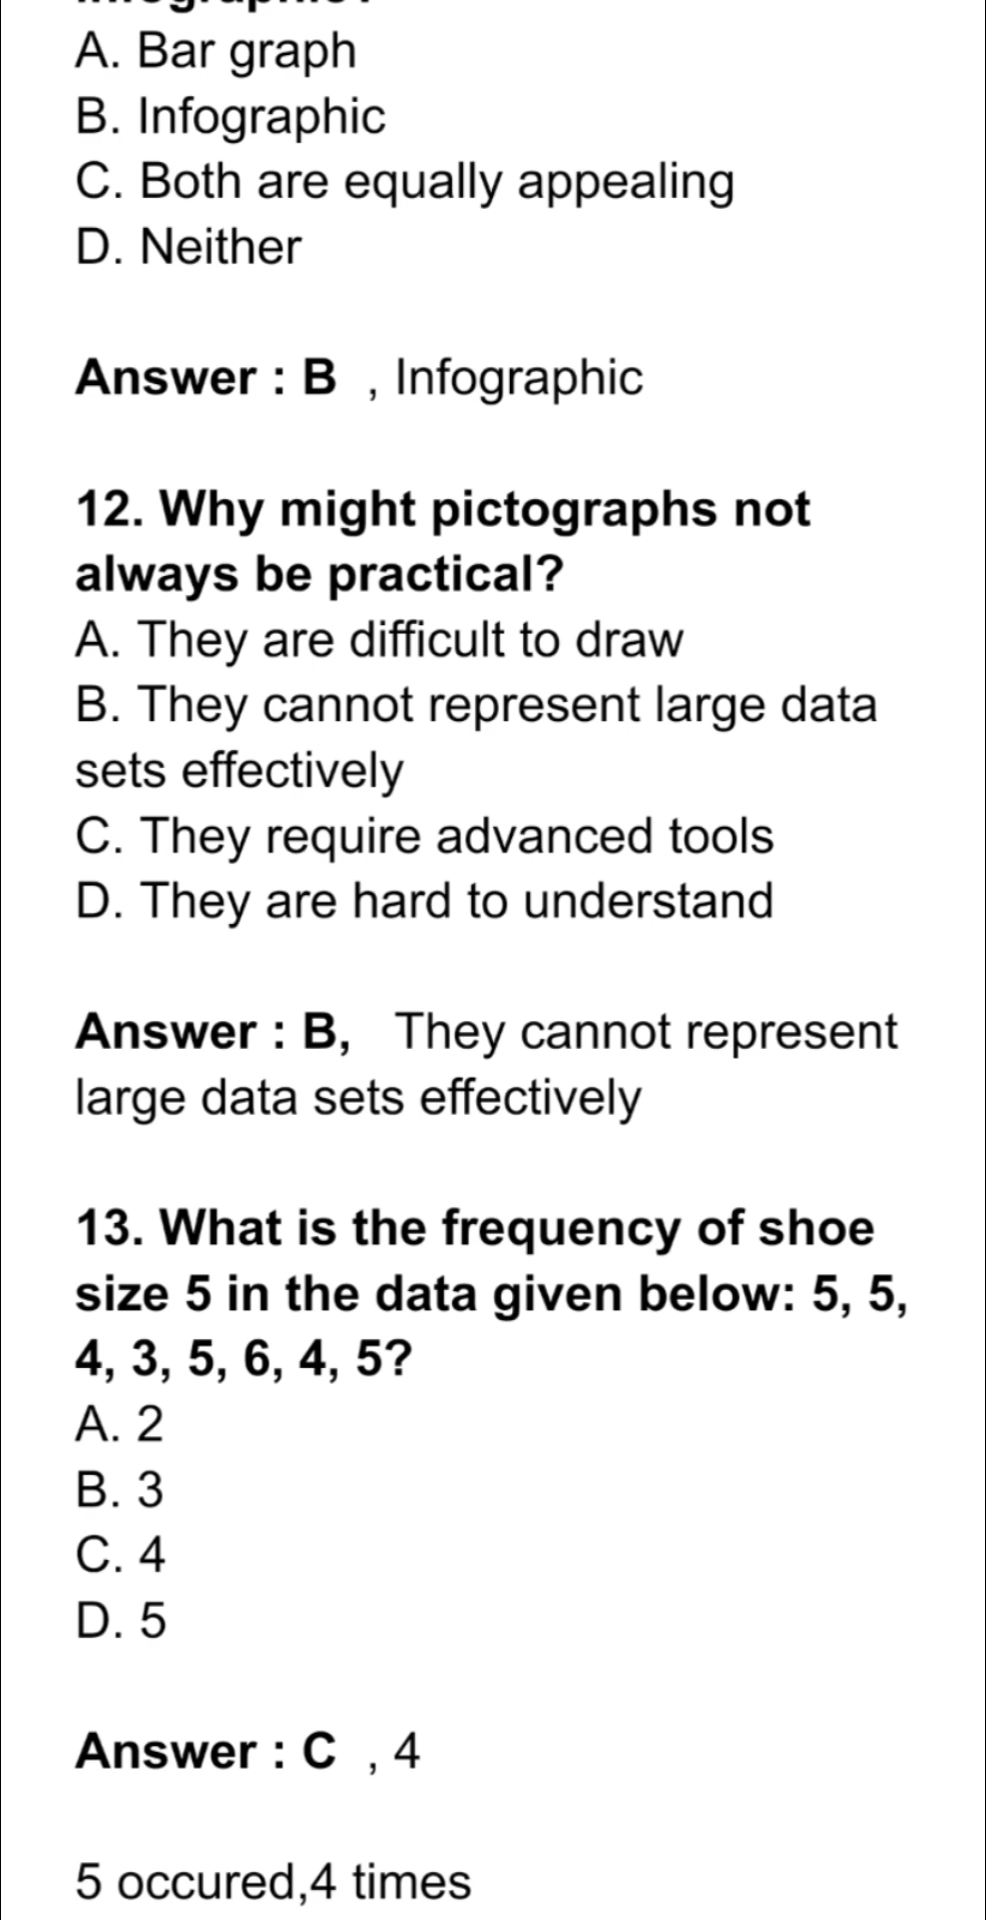 A. Bar graph
B. Infographic
C. Both are equally appealing
D. Neither
Answer : B , Infographic
12. Why might pictographs not
always be practical?
A. They are difficult to draw
B. They cannot represent large data
sets effectively
C. They require advanced tools
D. They are hard to understand
Answer : B, They cannot represent
large data sets effectively
13. What is the frequency of shoe
size 5 in the data given below: 5, 5,
4, 3, 5, 6, 4, 5?
A. 2
B. 3
C. 4
D. 5
Answer : C , 4
5 occured,4 times